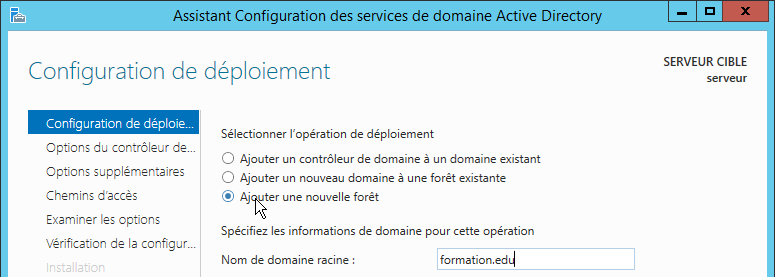 Assistant Configuration des services de domaine Active Directory
Configuration de déploiement
SERVEUR CIBLE
serveur
Configuration de déploie...
Options du contrôleur de...
Options supplémentaires
Chemins d'accès
Examiner les options
Vérification de la configur...
Installation
Sélectionner l'opération de déploiement
Ajouter un contrôleur de domaine à un domaine existant
Ajouter un nouveau domaine à une forêt existante
Ajouter une nouvelle forêt
Spécifiez les informations de domaine pour cette opération
Nom de domaine racine :
formation.edu